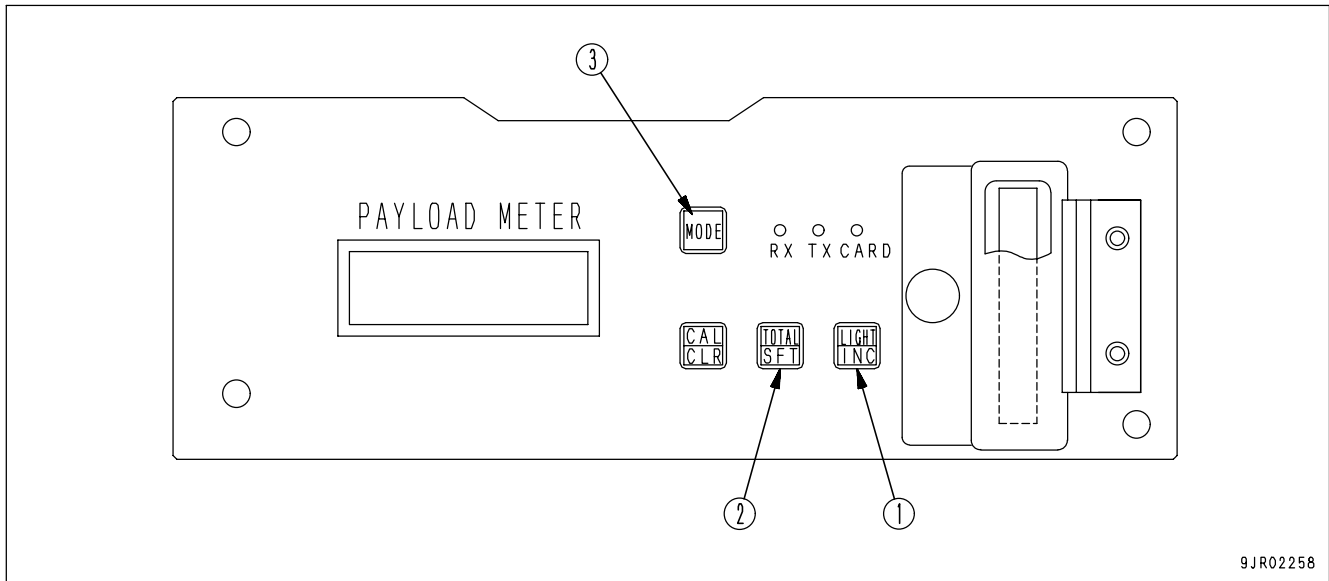 3
PAYLOAD METER
MODE
RX TX CARD
CAL
CLR
TOTAL
SFT
LIGHT
INC
2
1
9JR02258